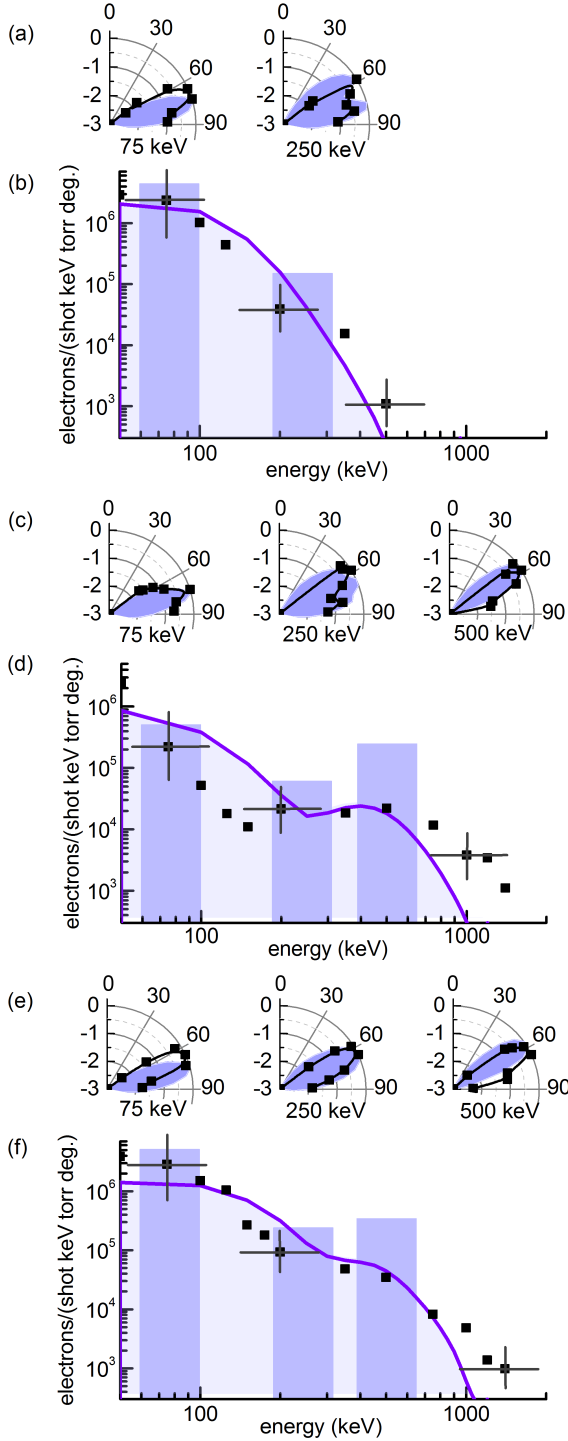 (a)
0 30 60 90
0 -1 -2 -3
75 keV
0 30 60 90
0 -1 -2 -3
250 keV
(b)
electrons/(shot keV torr deg.)
10^6
10^5
10^4
10^3
100 1000
energy (keV)
(c)
0 30 60 90
0 -1 -2 -3
75 keV
0 30 60 90
0 -1 -2 -3
250 keV
0 30 60 90
0 -1 -2 -3
500 keV
(d)
electrons/(shot keV torr deg.)
10^6
10^5
10^4
10^3
100 1000
energy (keV)
(e)
0 30 60 90
0 -1 -2 -3
75 keV
0 30 60 90
0 -1 -2 -3
250 keV
0 30 60 90
0 -1 -2 -3
500 keV
(f)
electrons/(shot keV torr deg.)
10^6
10^5
10^4
10^3
100 1000
energy (keV)